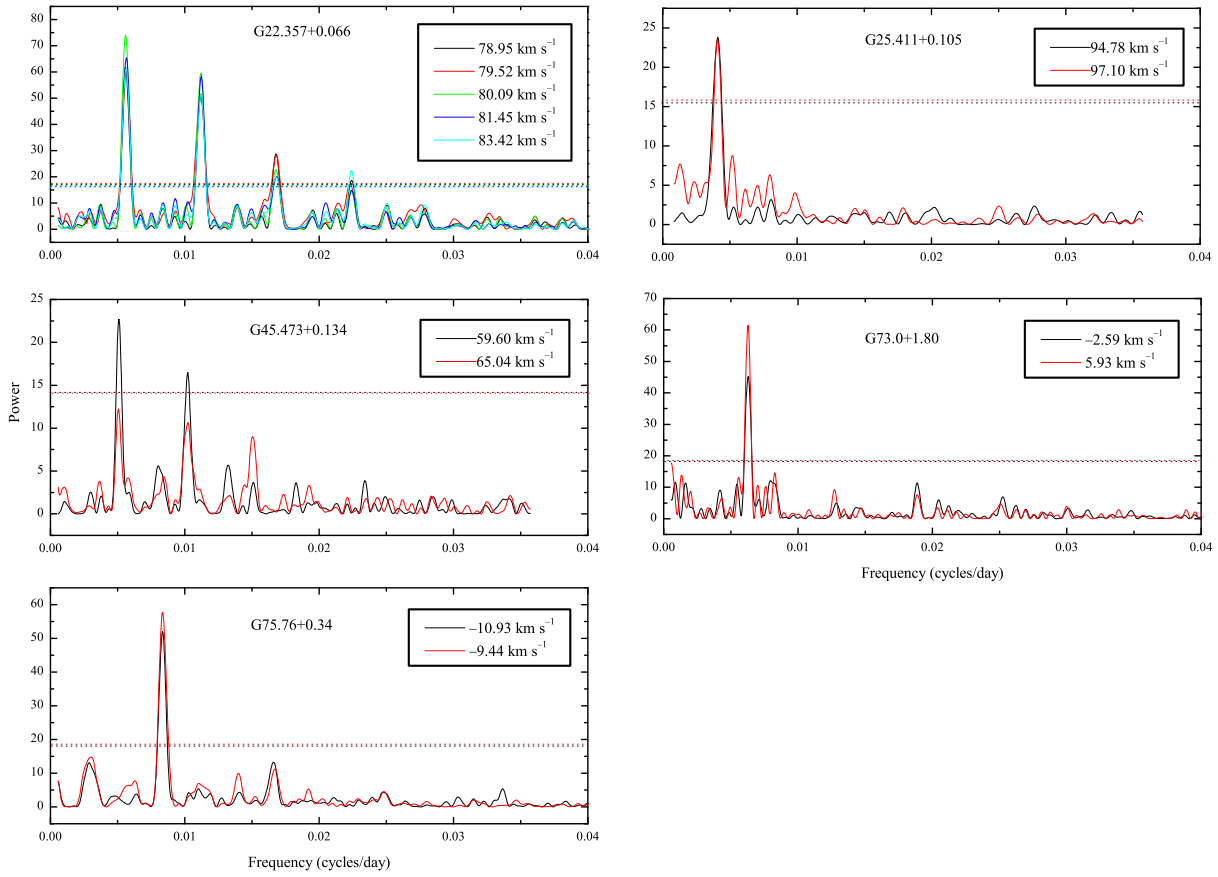 G22.357+0.066
78.95 km s⁻¹
79.52 km s⁻¹
80.09 km s⁻¹
81.45 km s⁻¹
83.42 km s⁻¹
80
70
60
50
40
30
20
10
0
0.00 0.01 0.02 0.03 0.04
G25.411+0.105
94.78 km s⁻¹
97.10 km s⁻¹
25
20
15
10
5
0
0.00 0.01 0.02 0.03 0.04
G45.473+0.134
59.60 km s⁻¹
65.04 km s⁻¹
25
20
15
10
5
0
Power
0.00 0.01 0.02 0.03 0.04
G73.0+1.80
–2.59 km s⁻¹
5.93 km s⁻¹
70
60
50
40
30
20
10
0
0.00 0.01 0.02 0.03 0.04
Frequency (cycles/day)
G75.76+0.34
–10.93 km s⁻¹
–9.44 km s⁻¹
60
50
40
30
20
10
0
0.00 0.01 0.02 0.03 0.04
Frequency (cycles/day)